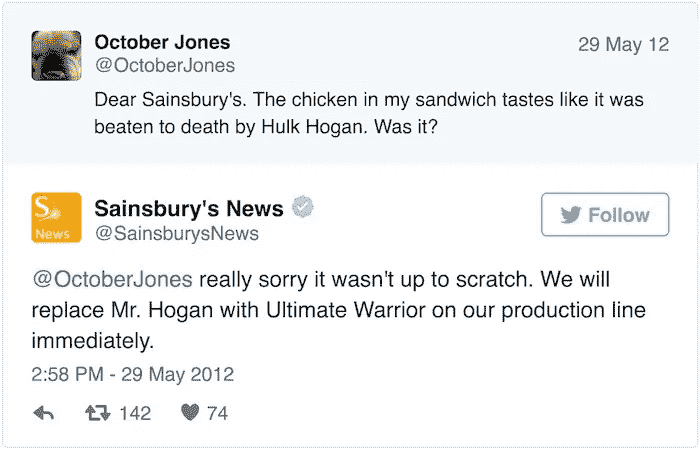 October Jones
29 May 12
@OctoberJones
Dear Sainsbury's. The chicken in my sandwich tastes like it was
beaten to death by Hulk Hogan. Was it?
S
News
Sainsbury's News
@SainsburysNews
Follow
@OctoberJones really sorry it wasn't up to scratch. We will
replace Mr. Hogan with Ultimate Warrior on our production line
immediately.
2:58 PM - 29 May 2012
142
74